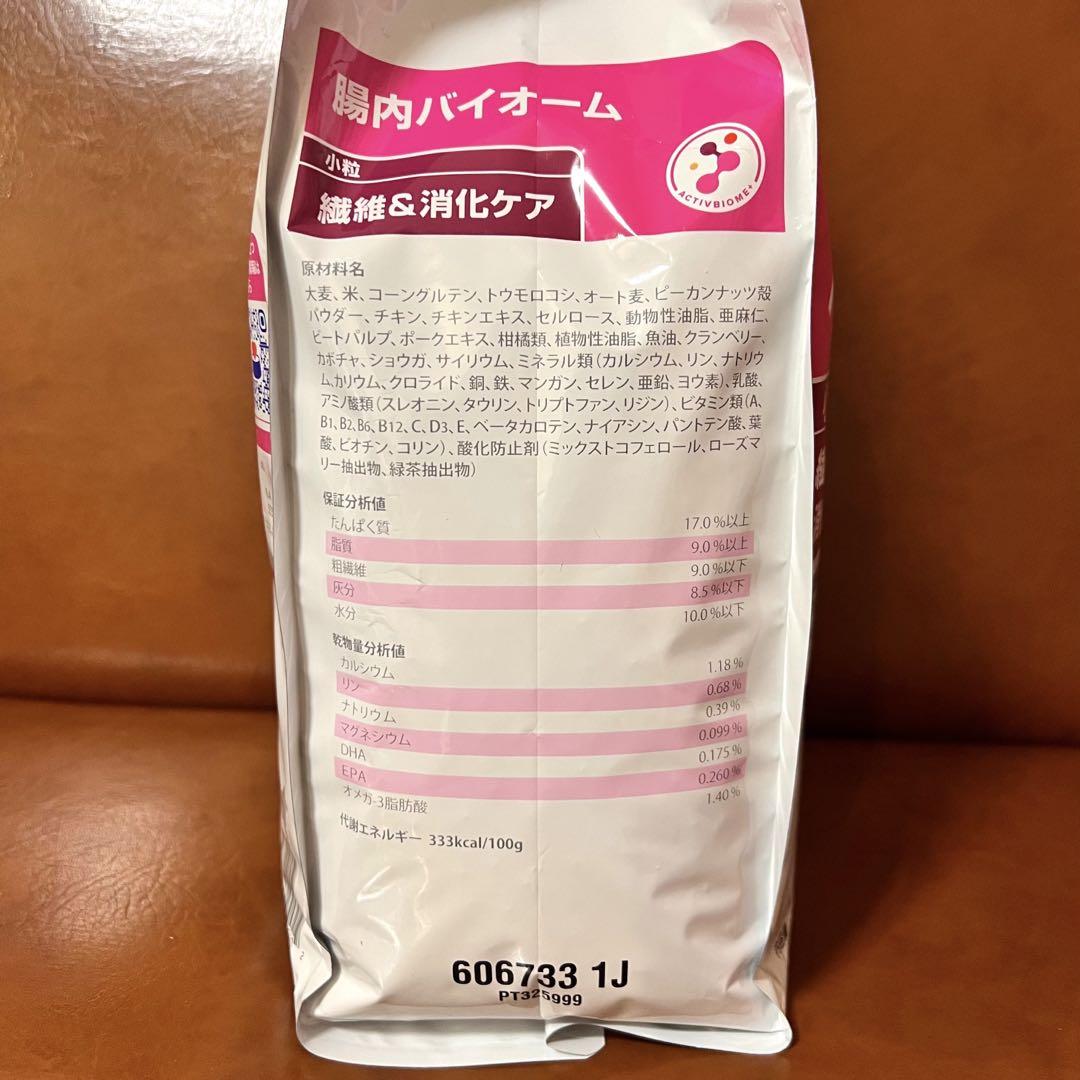 腸内バイオーム
小粒
繊維&消化ケア
ACTIVBIOME+
原材料名
大麦、米、コーングルテン、トウモロコシ、オート麦、ピーカンナッツ殻
パウダー、チキン、チキンエキス、セルロース、動物性油脂、亜麻仁、
ビートパルプ、ポークエキス、柑橘類、植物性油脂、魚油、クランベリー、
カボチャ、ショウガ、サイリウム、ミネラル類(カルシウム、リン、ナトリウ
ム、カリウム、クロライド、銅、鉄、マンガン、セレン、亜鉛、ヨウ素)、乳酸、
アミノ酸類(スレオニン、タウリン、トリプトファン、リジン)、ビタミン類(A、
B1、B2、B6、B12、C、D3、E、ベータカロテン、ナイアシン、パントテン酸、葉
酸、ビオチン、コリン)、酸化防止剤(ミックストコフェロール、ローズマ
リー抽出物、緑茶抽出物)
保証分析値
たんぱく質 17.0%以上
脂質 9.0%以上
粗繊維 9.0%以下
灰分 8.5%以下
水分 10.0%以下
乾物量分析値
カルシウム 1.18%
リン 0.68%
ナトリウム 0.39%
マグネシウム 0.099%
DHA 0.175%
EPA 0.260%
オメガ-3脂肪酸 1.40%
代謝エネルギー 333kcal/100g
606733 1J
PT325999